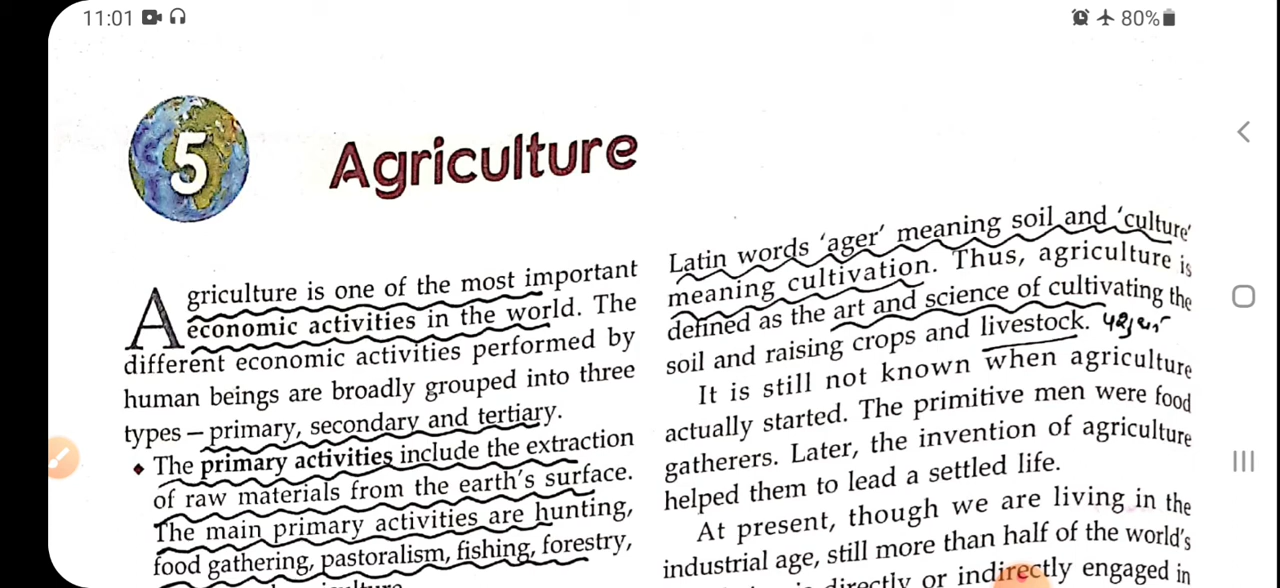 11:01
80%
5
Agriculture
Agriculture is one of the most important
economic activities in the world. The
different economic activities performed by
human beings are broadly grouped into three
types – primary, secondary and tertiary.
♦ The primary activities include the extraction
of raw materials from the earth's surface.
The main primary activities are hunting,
food gathering, pastoralism, fishing, forestry,
Latin words 'ager' meaning soil and 'culture'
meaning cultivation. Thus, agriculture is
defined as the art and science of cultivating the
soil and raising crops and livestock.
It is still not known when agriculture
actually started. The primitive men were food
gatherers. Later, the invention of agriculture
helped them to lead a settled life.
At present, though we are living in the
industrial age, still more than half of the world's
directly or indirectly engaged in